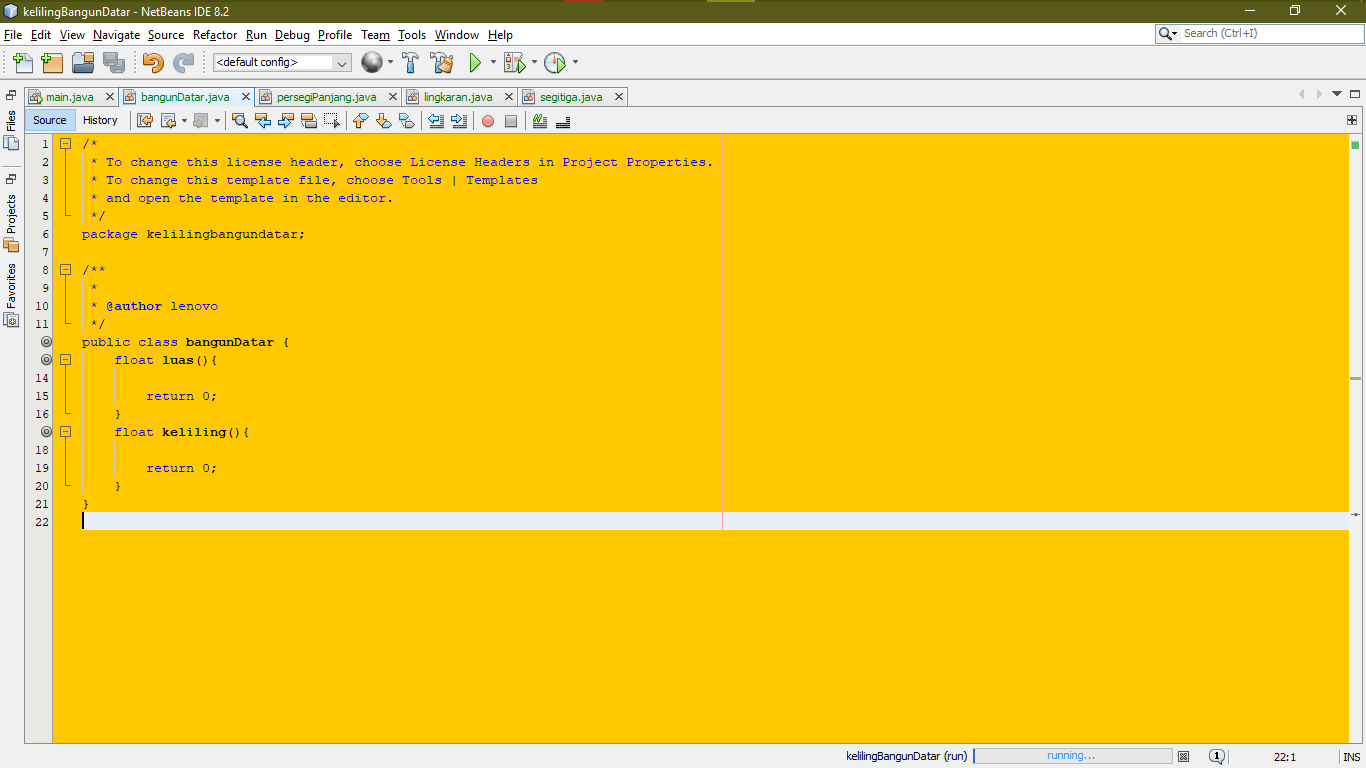 kelilingBangunDatar - NetBeans IDE 8.2
File Edit View Navigate Source Refactor Run Debug Profile Team Tools Window Help
Search (Ctrl+I)
<default config>
main.java bangunDatar.java persegiPanjang.java lingkaran.java segitiga.java
Source History
Files
Projects
Favorites
1 /*
2 * To change this license header, choose License Headers in Project Properties.
3 * To change this template file, choose Tools | Templates
4 * and open the template in the editor.
5 */
6 package kelilingbangundatar;
7
8 /**
9 *
10 * @author lenovo
11 */
public class bangunDatar {
float luas(){
14
15 return 0;
16 }
float keliling(){
18
19 return 0;
20 }
21 }
22
kelilingBangunDatar (run) running... 1 22:1 INS